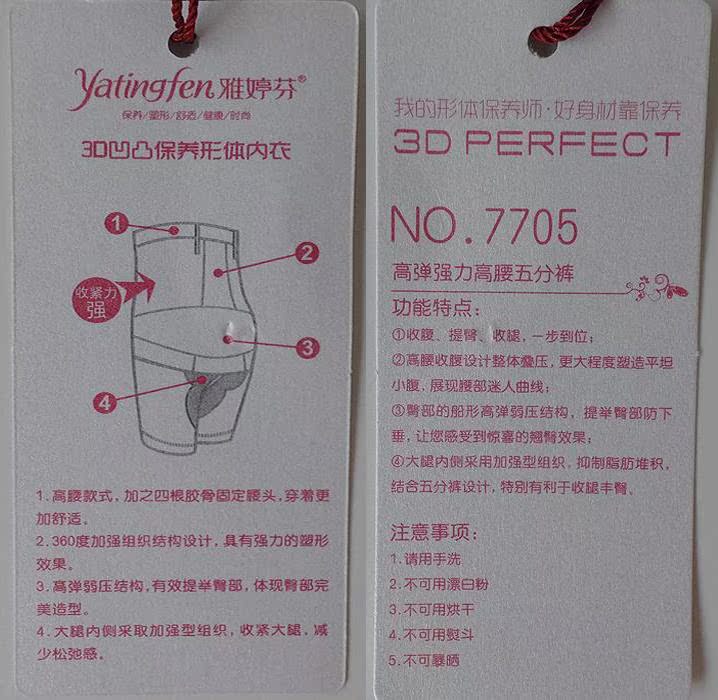 Yatingfen雅婷芬®
保养/塑形/舒适/健康/时尚
3D凹凸保养形体内衣
1
2
收紧力
强
3
4
1.高腰款式，加之四根胶骨固定腰头，穿着更
加舒适。
2.360度加强组织结构设计，具有强力的塑形
效果。
3.高弹弱压结构，有效提举臀部，体现臀部完
美造型。
4.大腿内侧采取加强型组织，收紧大腿，减
少松弛感。
我的形体保养师·好身材靠保养
3D PERFECT
NO.7705
高弹强力高腰五分裤
功能特点：
①收腹、提臀、收腿，一步到位；
②高腰收腹设计整体叠压，更大程度塑造平坦
小腹，展现腰部迷人曲线；
③臀部的船形高弹弱压结构，提举臀部防下
垂，让您感受到惊喜的翘臀效果；
④大腿内侧采用加强型组织，抑制脂肪堆积，
结合五分裤设计，特别有利于收腿丰臀。
注意事项：
1.请用手洗
2.不可用漂白粉
3.不可用烘干
4.不可用熨斗
5.不可暴晒